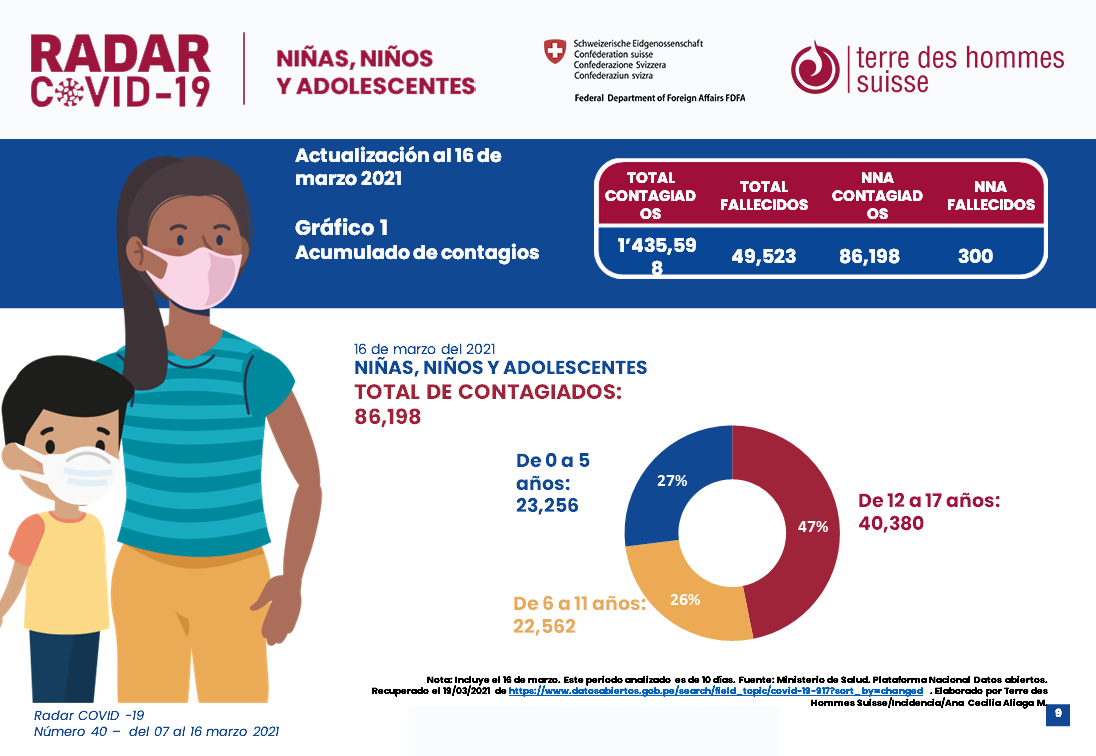 RADAR
COVID-19
NIÑAS, NIÑOS
Y ADOLESCENTES
Schweizerische Eidgenossenschaft
Confédération suisse
Confederazione Svizzera
Confederaziun svizra
Federal Department of Foreign Affairs FDFA
terre des hommes
suisse
Actualización al 16 de
marzo 2021
Gráfico 1
Acumulado de contagios
TOTAL
CONTAGIAD
OS
TOTAL
FALLECIDOS
NNA
CONTAGIAD
OS
NNA
FALLECIDOS
1’435,59
8
49,523
86,198
300
16 de marzo del 2021
NIÑAS, NIÑOS Y ADOLESCENTES
TOTAL DE CONTAGIADOS:
86,198
De 0 a 5
años:
23,256
27%
47%
De 12 a 17 años:
40,380
De 6 a 11 años:
22,562
26%
Nota: Incluye el 16 de marzo. Este periodo analizado es de 10 días. Fuente: Ministerio de Salud. Plataforma Nacional Datos abiertos.
Recuperado el 19/03/2021 de https://www.datosabiertos.gob.pe/search/field_topic/covid-19-917?sort_by=changed . Elaborado por Terre des
Hommes Suisse/Incidencia/Ana Cecilia Aliaga M.
9
Radar COVID -19
Número 40 – del 07 al 16 marzo 2021